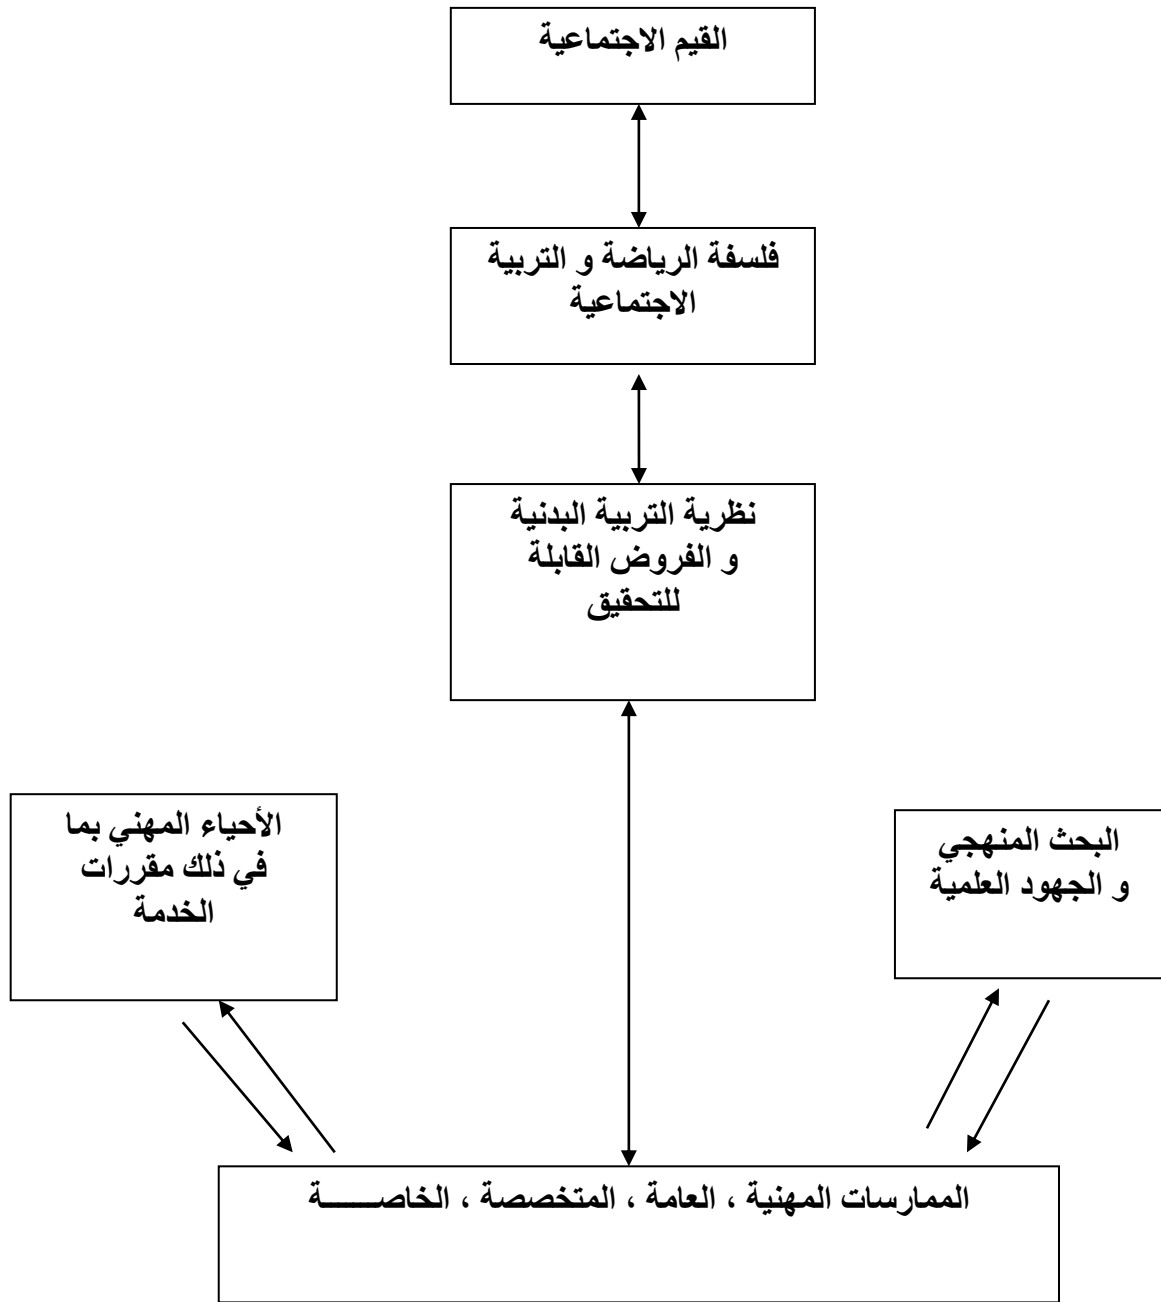 القيم الاجتماعية
فلسفة الرياضة و التربية
الاجتماعية
نظرية التربية البدنية
و الفروض القابلة
للتحقيق
البحث المنهجي
و الجهود العلمية
الأحياء المهني بما
في ذلك مقررات
الخدمة
الممارسات المهنية ، العامة ، المتخصصة ، الخاصـــــــة